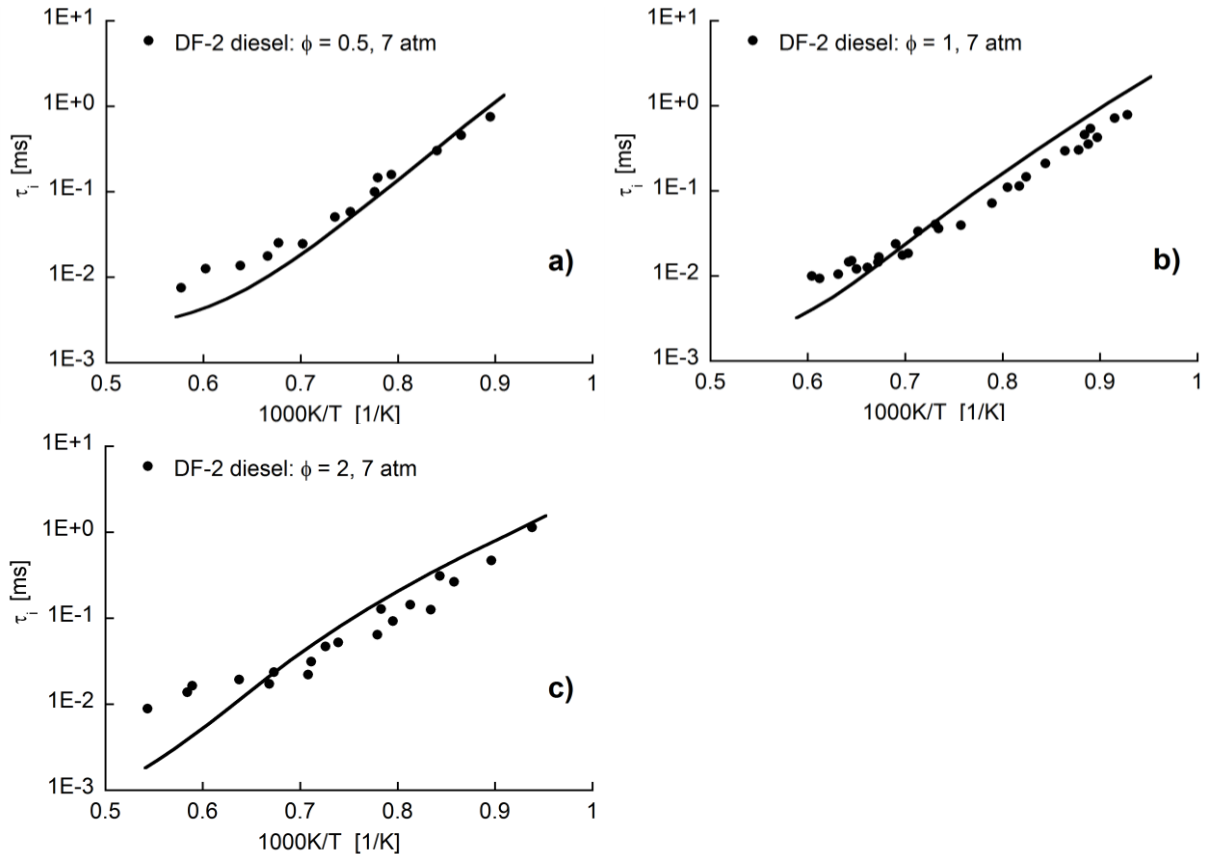 1E+1
DF-2 diesel: ϕ = 0.5, 7 atm
1E+0
τi [ms]
1E-1
a)
1E-2
1E-3
0.5 0.6 0.7 0.8 0.9 1
1000K/T [1/K]
1E+1
DF-2 diesel: ϕ = 1, 7 atm
1E+0
τi [ms]
1E-1
b)
1E-2
1E-3
0.5 0.6 0.7 0.8 0.9 1
1000K/T [1/K]
1E+1
DF-2 diesel: ϕ = 2, 7 atm
1E+0
τi [ms]
1E-1
c)
1E-2
1E-3
0.5 0.6 0.7 0.8 0.9 1
1000K/T [1/K]